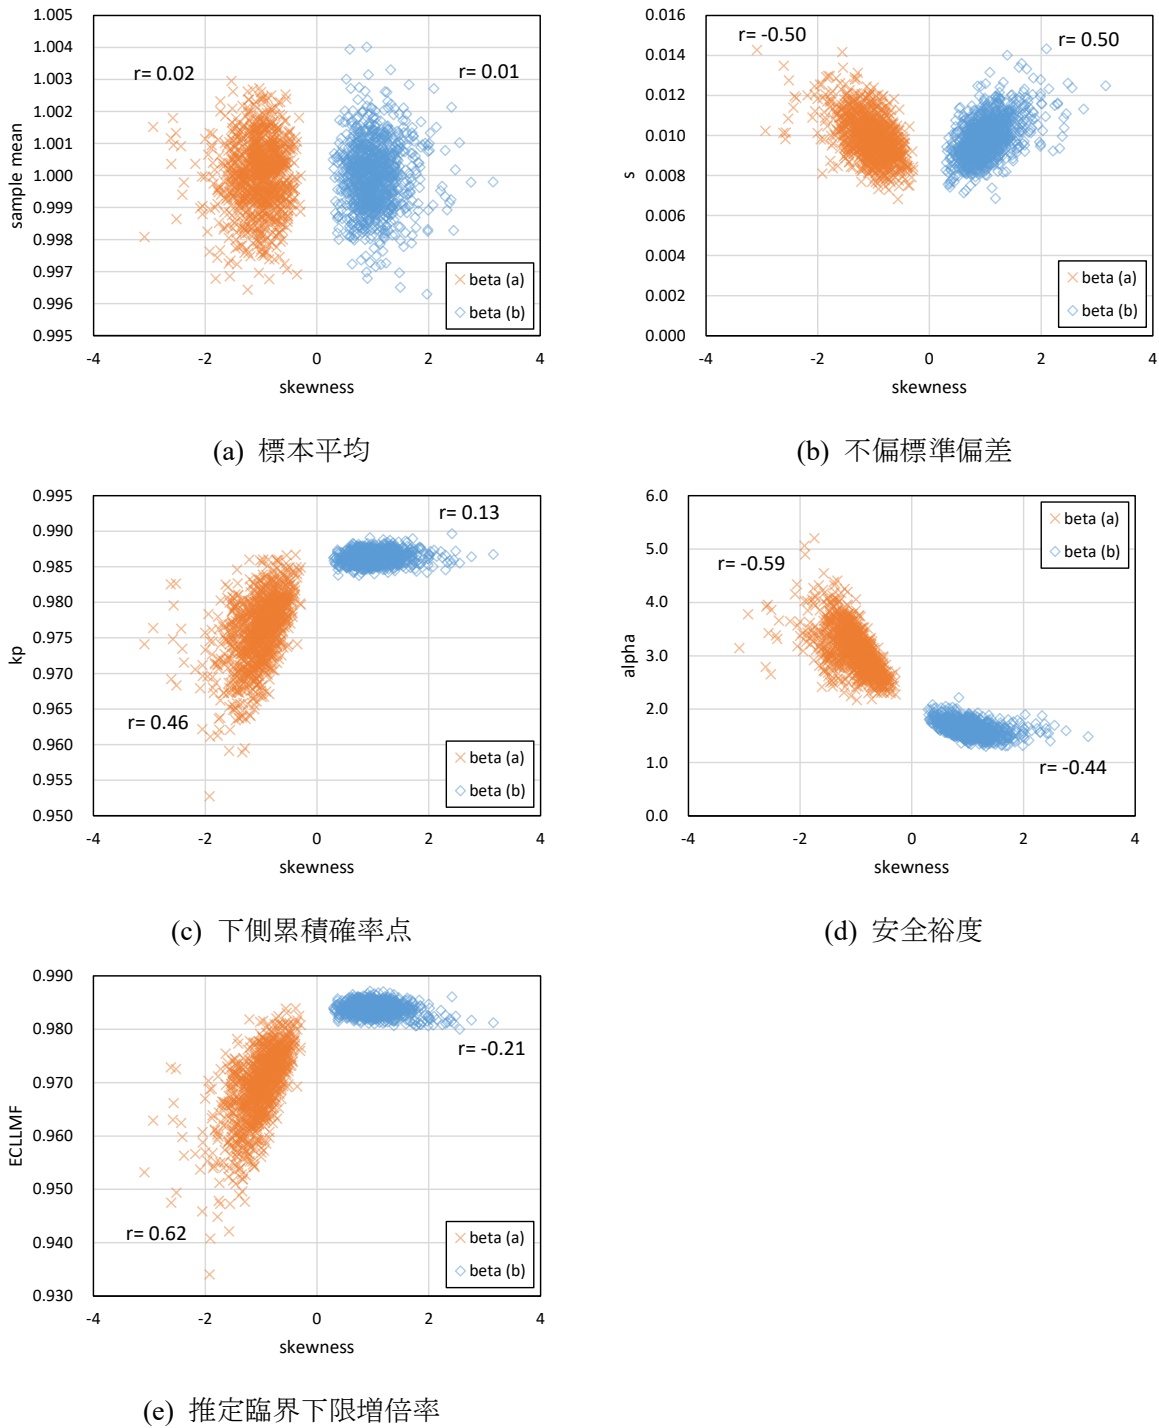 1.005
1.004
1.003
1.002
1.001
1.000
0.999
0.998
0.997
0.996
0.995
sample mean
r= 0.02
r= 0.01
beta (a)
beta (b)
-4
-2
0
2
4
skewness
(a) 標本平均
0.016
0.014
0.012
0.010
0.008
0.006
0.004
0.002
0.000
s
r= -0.50
r= 0.50
beta (a)
beta (b)
-4
-2
0
2
4
skewness
(b) 不偏標準偏差
0.995
0.990
0.985
0.980
0.975
0.970
0.965
0.960
0.955
0.950
kp
r= 0.13
r= 0.46
beta (a)
beta (b)
-4
-2
0
2
4
skewness
(c) 下側累積確率点
6.0
5.0
4.0
3.0
2.0
1.0
0.0
alpha
beta (a)
beta (b)
r= -0.59
r= -0.44
-4
-2
0
2
4
skewness
(d) 安全裕度
0.990
0.980
0.970
0.960
0.950
0.940
0.930
ECLLMF
r= -0.21
r= 0.62
beta (a)
beta (b)
-4
-2
0
2
4
skewness
(e) 推定臨界下限増倍率